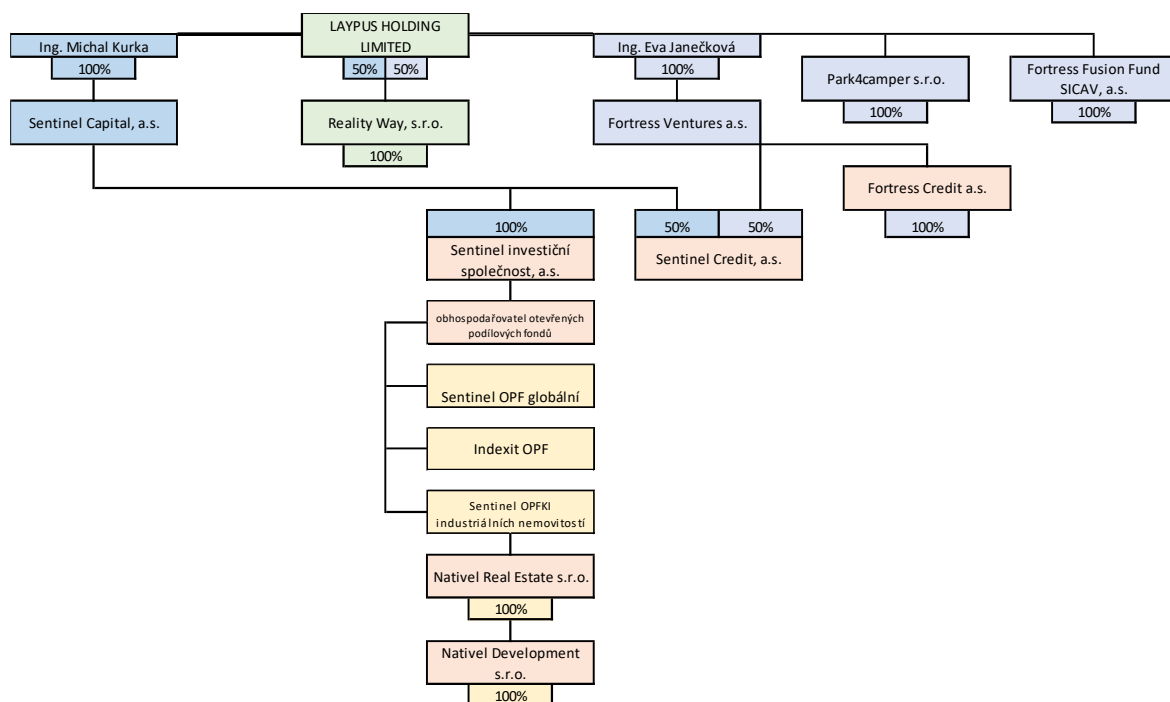 LAYPUS HOLDING
LIMITED
Ing. Michal Kurka
Ing. Eva Janečková
100%
50%
50%
100%
Park4camper s.r.o.
Fortress Fusion Fund
SICAV, a.s.
100%
100%
Sentinel Capital, a.s.
Reality Way, s.r.o.
Fortress Ventures a.s.
100%
Fortress Credit a.s.
100%
50%
50%
100%
Sentinel investiční
společnost, a.s.
Sentinel Credit, a.s.
obhospodařovatel otevřených
podílových fondů
Sentinel OPF globální
Indexit OPF
Sentinel OPFKI
industriálních nemovitostí
Nativel Real Estate s.r.o.
100%
Nativel Development
s.r.o.
100%